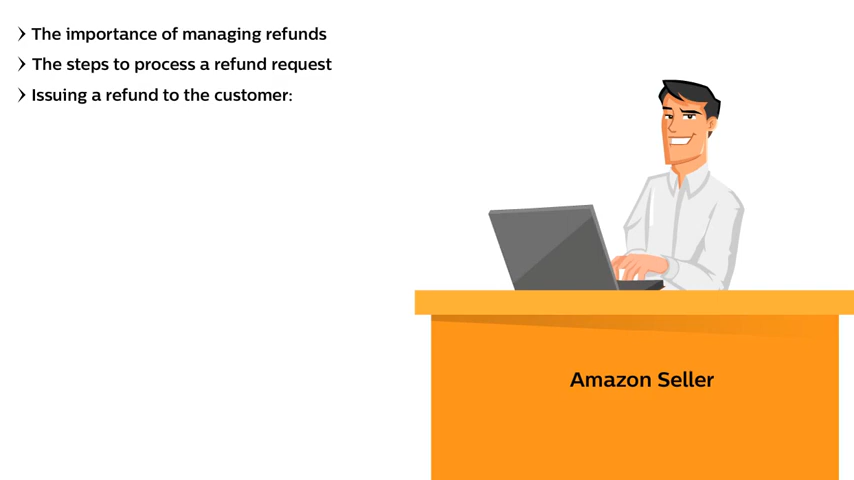 The importance of managing refunds
The steps to process a refund request
Issuing a refund to the customer:
Amazon Seller